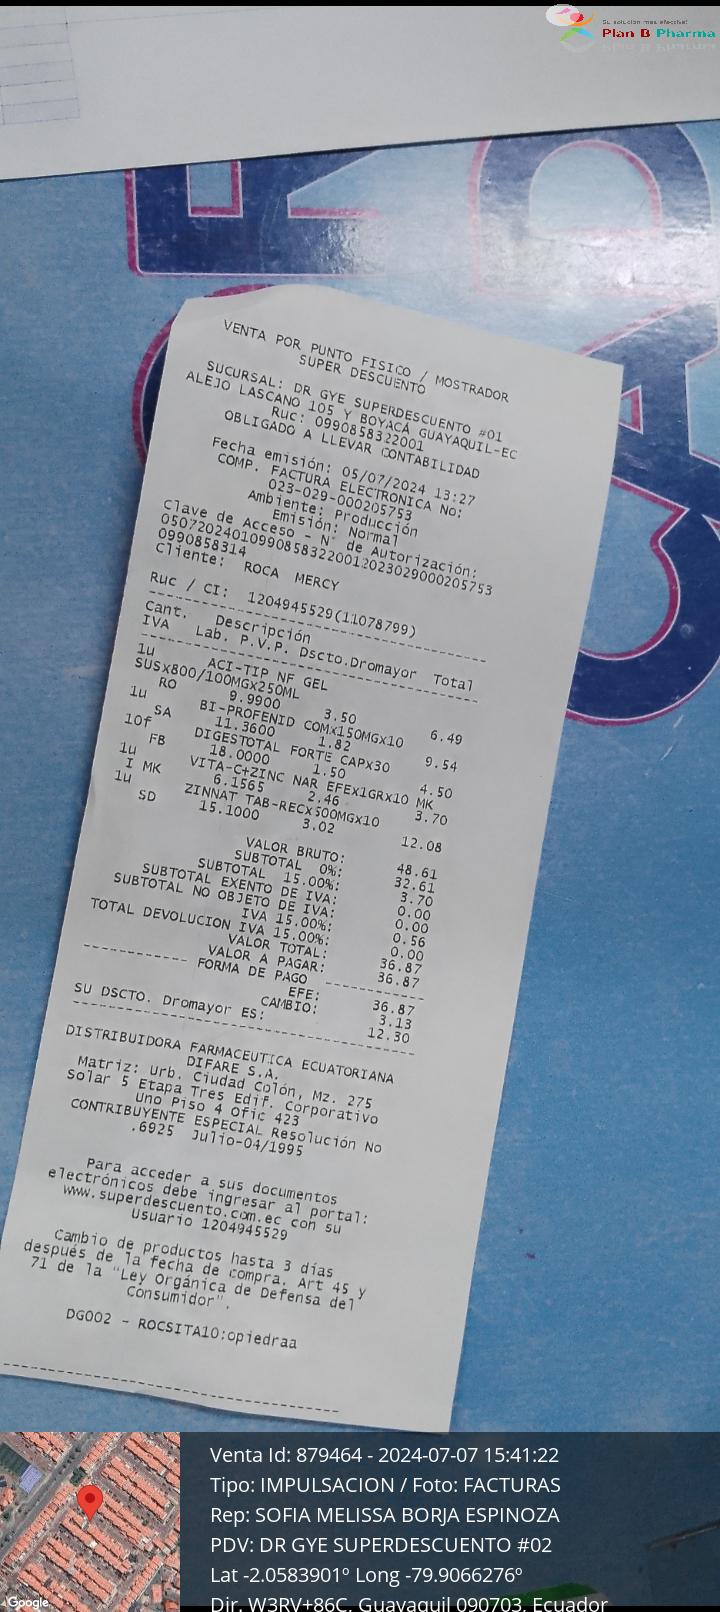 Su solución más efectiva!
Plan B Pharma
VENTA POR PUNTO FISICO / MOSTRADOR
SUPER DESCUENTO
SUCURSAL: DR GYE SUPERDESCUENTO #01
ALEJO LASCANO 105 Y BOYACÁ GUAYAQUIL-EC
Ruc: 0990858322001
OBLIGADO A LLEVAR CONTABILIDAD
Fecha emisión: 05/07/2024 13:27
COMP. FACTURA ELECTRONICA No:
023-029-000205753
Ambiente: Producción
Emisión: Normal
Clave de Acceso - N° de Autorización:
050720240109908583220012023029000205753
0990858314
Cliente: ROCA MERCY
Ruc / CI: 1204945529(11078799)
Cant. Descripción
IVA Lab. P.V.P. Dscto.Dromayor Total
1u ACI-TIP NF GEL
SUSx800/100MGx250ML
RO 9.9900 3.50 6.49
1u BI-PROFENID COMx150MGx10
SA 11.3600 1.82 9.54
10f DIGESTOTAL FORTE CAPx30
FB 18.0000 1.50 4.50
1u VITA-C+ZINC NAR EFEx1GRx10 MK
I MK 6.1565 2.46 3.70
1u ZINNAT TAB-RECx500MGx10
SD 15.1000 3.02 12.08
VALOR BRUTO: 48.61
SUBTOTAL 0%: 32.61
SUBTOTAL 15.00%: 3.70
SUBTOTAL EXENTO DE IVA: 0.00
SUBTOTAL NO OBJETO DE IVA: 0.00
IVA 15.00%: 0.56
TOTAL DEVOLUCION IVA 15.00%: 0.00
VALOR TOTAL: 36.87
VALOR A PAGAR: 36.87
FORMA DE PAGO
EFE: 36.87
CAMBIO: 3.13
SU DSCTO. Dromayor ES: 12.30
DISTRIBUIDORA FARMACEUTICA ECUATORIANA
DIFARE S.A.
Matriz: Urb. Ciudad Colón, Mz. 275
Solar 5 Etapa Tres Edif. Corporativo
Uno Piso 4 Ofic 423
CONTRIBUYENTE ESPECIAL Resolución No
.6925 Julio-04/1995
Para acceder a sus documentos
electrónicos debe ingresar al portal:
www.superdescuento.com.ec con su
Usuario 1204945529
Cambio de productos hasta 3 días
después de la fecha de compra. Art 45 y
71 de la "Ley Orgánica de Defensa del
Consumidor".
DG002 - ROCSITA10:opiedraa
Venta Id: 879464 - 2024-07-07 15:41:22
Tipo: IMPULSACION / Foto: FACTURAS
Rep: SOFIA MELISSA BORJA ESPINOZA
PDV: DR GYE SUPERDESCUENTO #02
Lat -2.0583901º Long -79.9066276º
Dir. W3RV+86C, Guayaquil 090703, Ecuador
Google